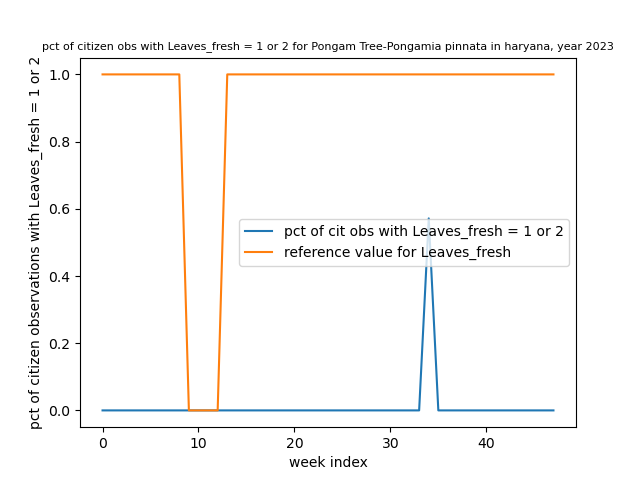 pct of citizen obs with Leaves_fresh = 1 or 2 for Pongam Tree-Pongamia pinnata in haryana, year 2023
pct of citizen observations with Leaves_fresh = 1 or 2
1.0
0.8
0.6
0.4
0.2
0.0
pct of cit obs with Leaves_fresh = 1 or 2
reference value for Leaves_fresh
0 10 20 30 40
week index